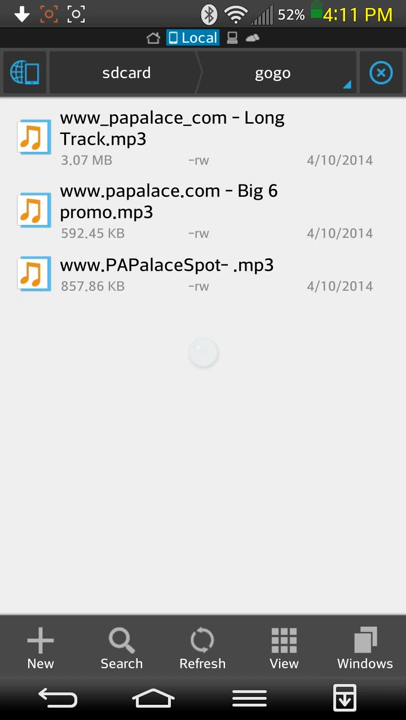 52% 4:11 PM
Local
sdcard gogo
www_papalace_com - Long
Track.mp3
3.07 MB -rw 4/10/2014
www.papalace.com - Big 6
promo.mp3
592.45 KB -rw 4/10/2014
www.PAPalaceSpot- .mp3
857.86 KB -rw 4/10/2014
New Search Refresh View Windows